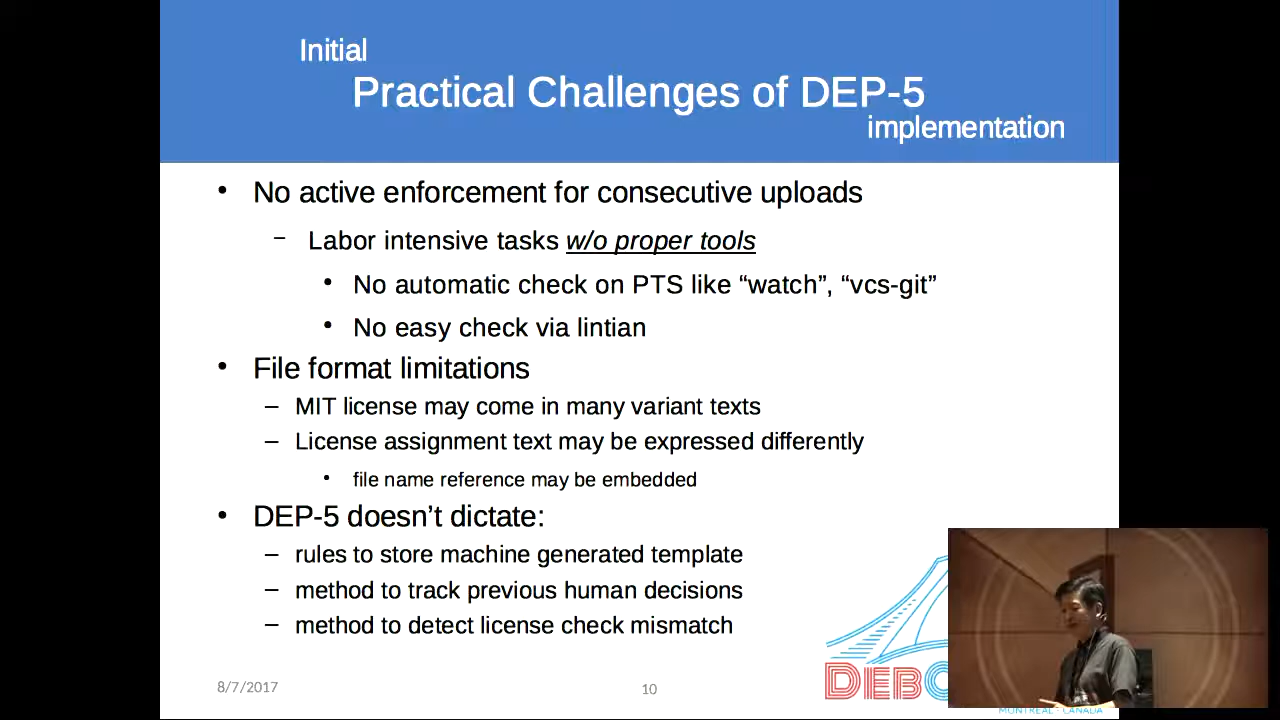 Initial
Practical Challenges of DEP-5
implementation
• No active enforcement for consecutive uploads
– Labor intensive tasks w/o proper tools
• No automatic check on PTS like “watch”, “vcs-git”
• No easy check via lintian
• File format limitations
– MIT license may come in many variant texts
– License assignment text may be expressed differently
• file name reference may be embedded
• DEP-5 doesn’t dictate:
– rules to store machine generated template
– method to track previous human decisions
– method to detect license check mismatch
8/7/2017
10
DEBC
MONTREAL - CANADA